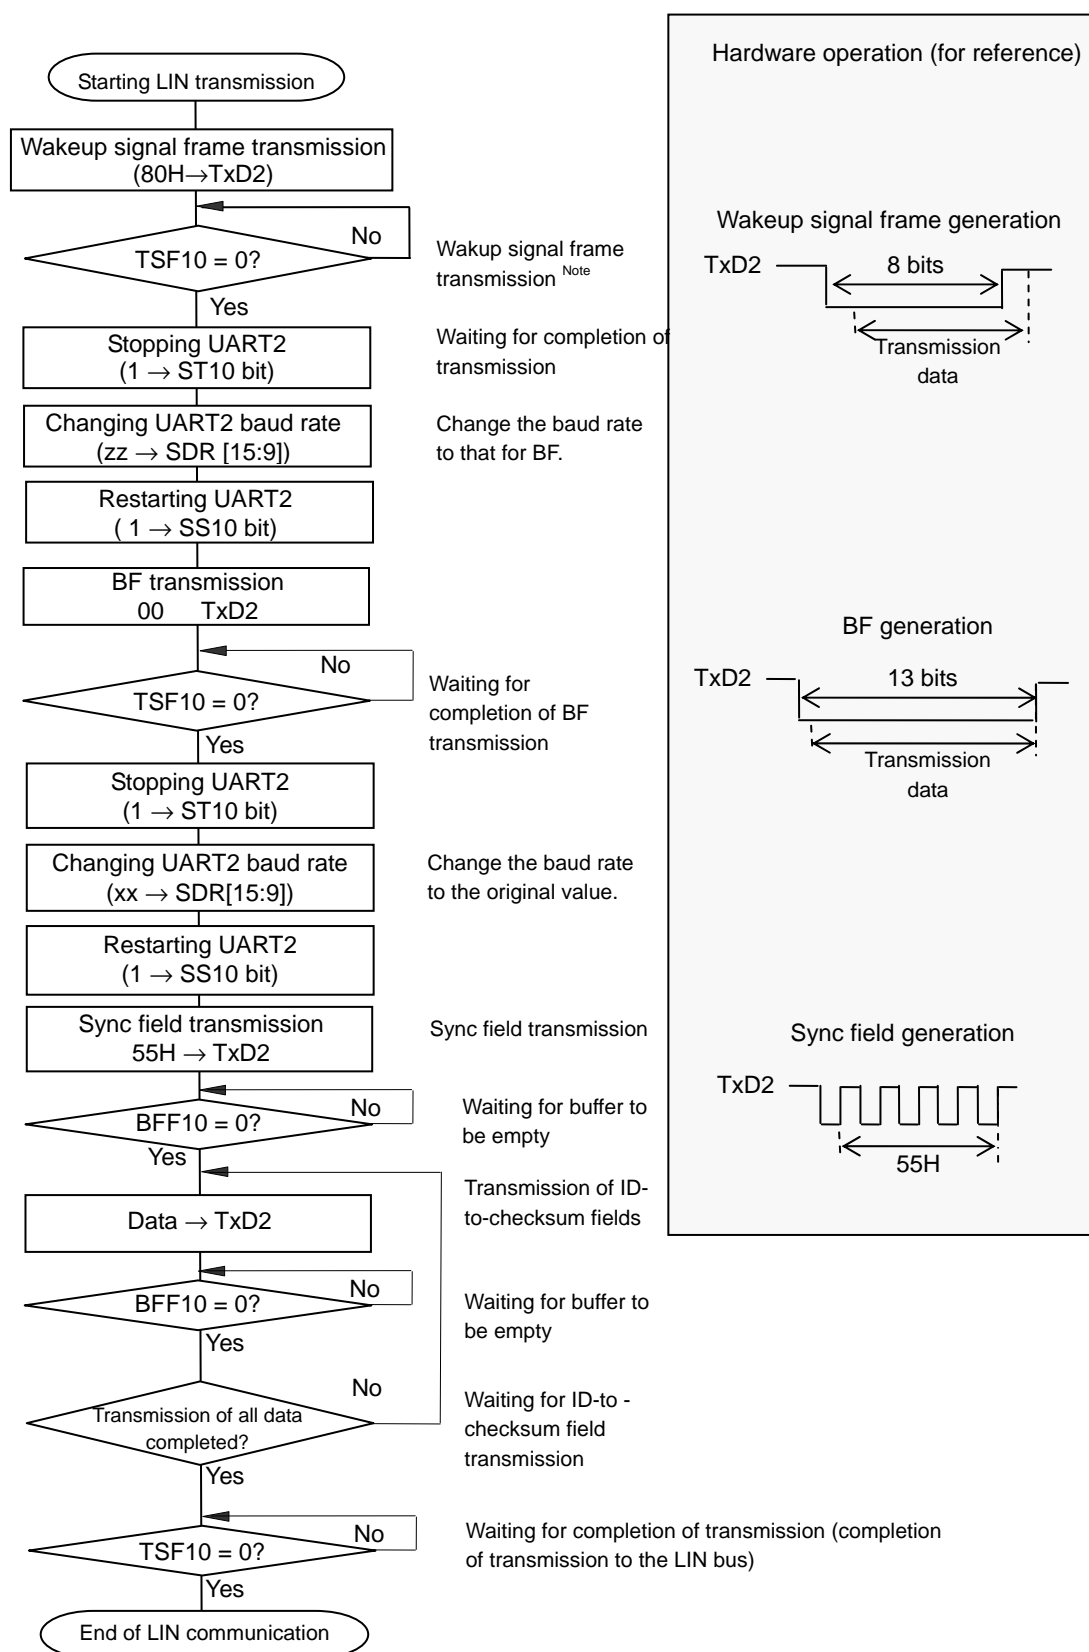 Starting LIN transmission
Wakeup signal frame transmission
(80H→TxD2)
No
TSF10 = 0?
Yes
Wakup signal frame
transmission Note
Stopping UART2
(1 → ST10 bit)
Waiting for completion of
transmission
Changing UART2 baud rate
(zz → SDR [15:9])
Change the baud rate
to that for BF.
Restarting UART2
( 1 → SS10 bit)
BF transmission
00 TxD2
No
TSF10 = 0?
Yes
Waiting for
completion of BF
transmission
Stopping UART2
(1 → ST10 bit)
Changing UART2 baud rate
(xx → SDR[15:9])
Change the baud rate
to the original value.
Restarting UART2
(1 → SS10 bit)
Sync field transmission
55H → TxD2
Sync field transmission
No
BFF10 = 0?
Yes
Waiting for buffer to
be empty
Data → TxD2
Transmission of ID-
to-checksum fields
No
BFF10 = 0?
Yes
Waiting for buffer to
be empty
No
Transmission of all data
completed?
Yes
Waiting for ID-to -
checksum field
transmission
No
TSF10 = 0?
Yes
Waiting for completion of transmission (completion
of transmission to the LIN bus)
End of LIN communication
Hardware operation (for reference)
Wakeup signal frame generation
TxD2
8 bits
Transmission
data
BF generation
TxD2
13 bits
Transmission
data
Sync field generation
TxD2
55H